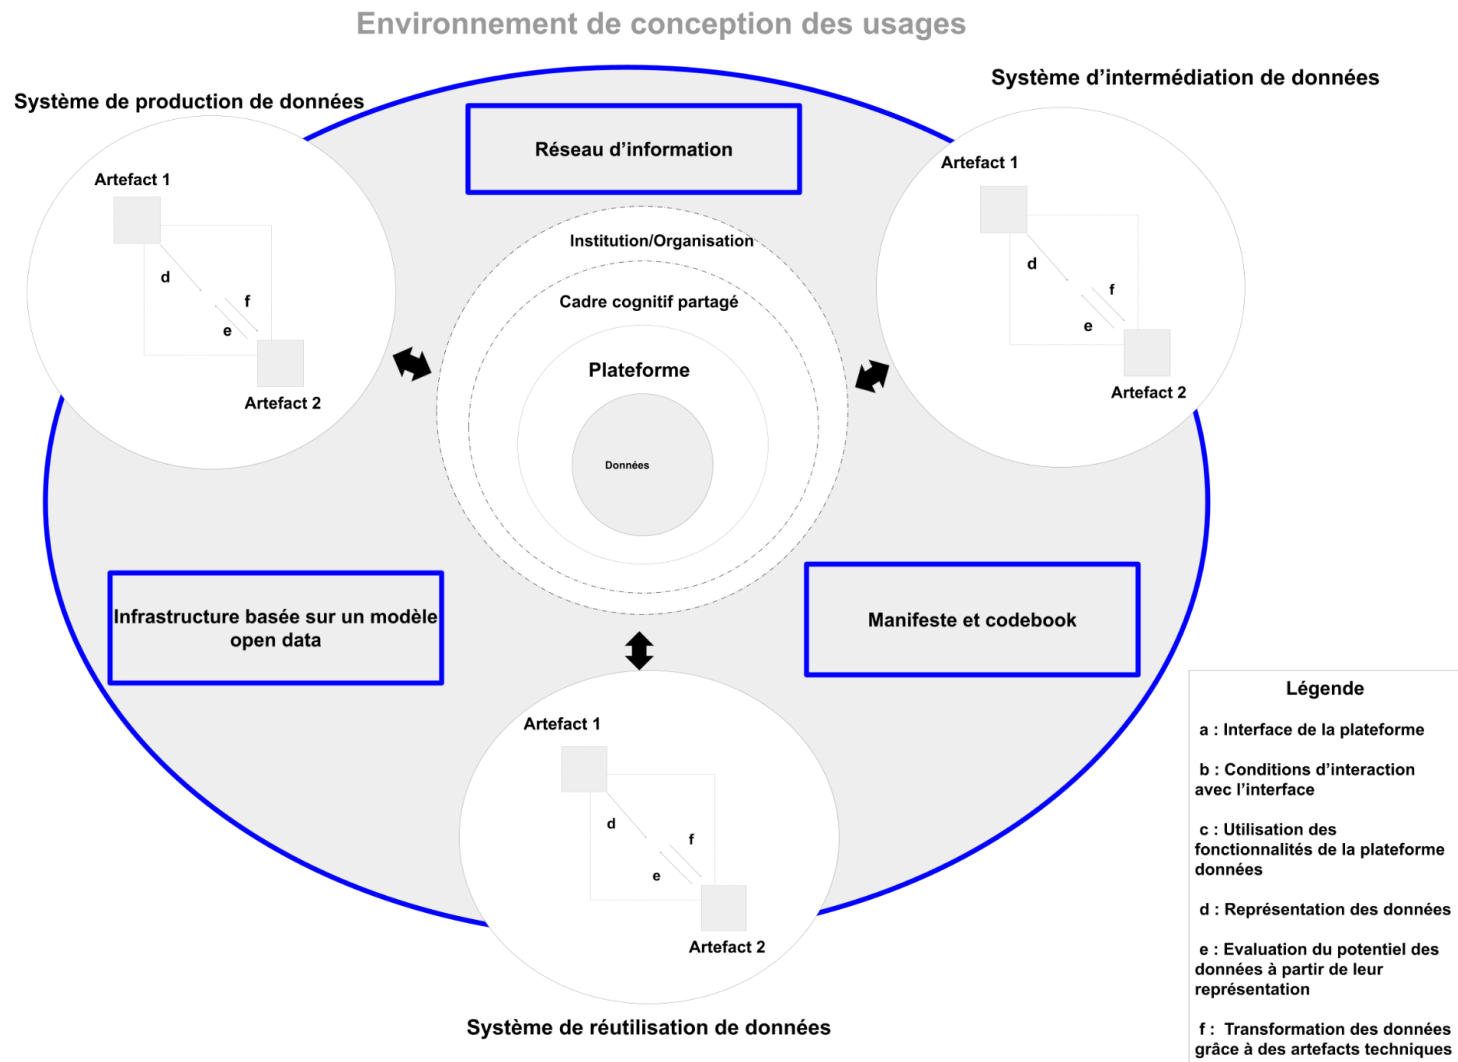 Environnement de conception des usages
Système de production de données
Système d’intermédiation de données
Réseau d’information
Artefact 1
d
f
e
Artefact 2
Institution/Organisation
Cadre cognitif partagé
Plateforme
Données
Artefact 1
d
f
e
Artefact 2
Infrastructure basée sur un modèle
open data
Manifeste et codebook
Artefact 1
d
f
e
Artefact 2
Système de réutilisation de données
Légende
a : Interface de la plateforme
b : Conditions d’interaction
avec l’interface
c : Utilisation des
fonctionnalités de la plateforme
données
d : Représentation des données
e : Evaluation du potentiel des
données à partir de leur
représentation
f : Transformation des données
grâce à des artefacts techniques